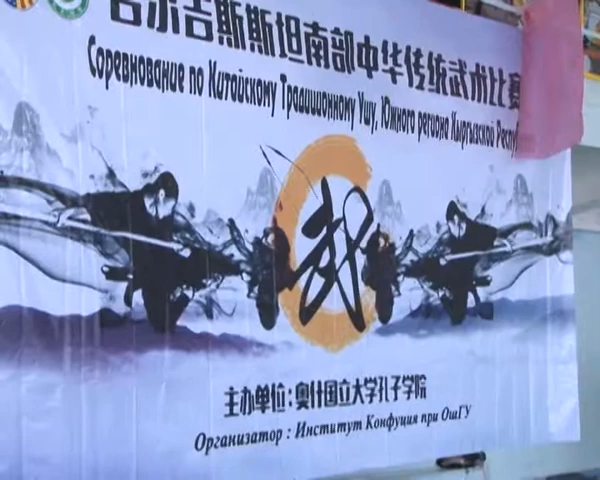 吉尔吉斯斯坦南部中华传统武术比赛
Соревнование по Китайскому Традиционному Ушу, Южного региона Кыргызской
武
主办单位:奥什国立大学孔子学院
Организатор : Институт Конфуция при ОшГУ